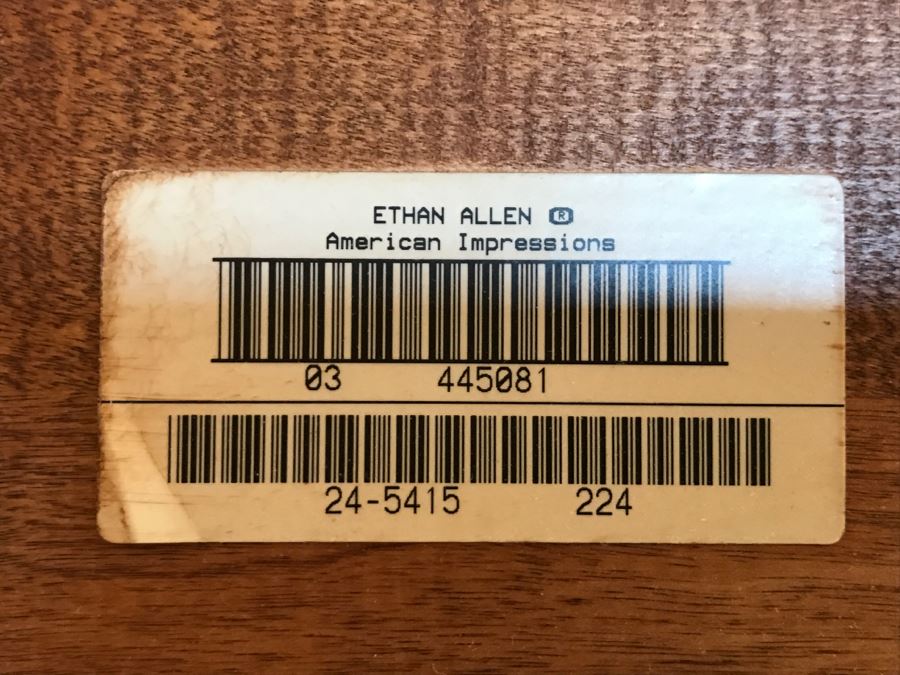 ETHAN ALLEN ®
American Impressions
03 445081
24-5415 224